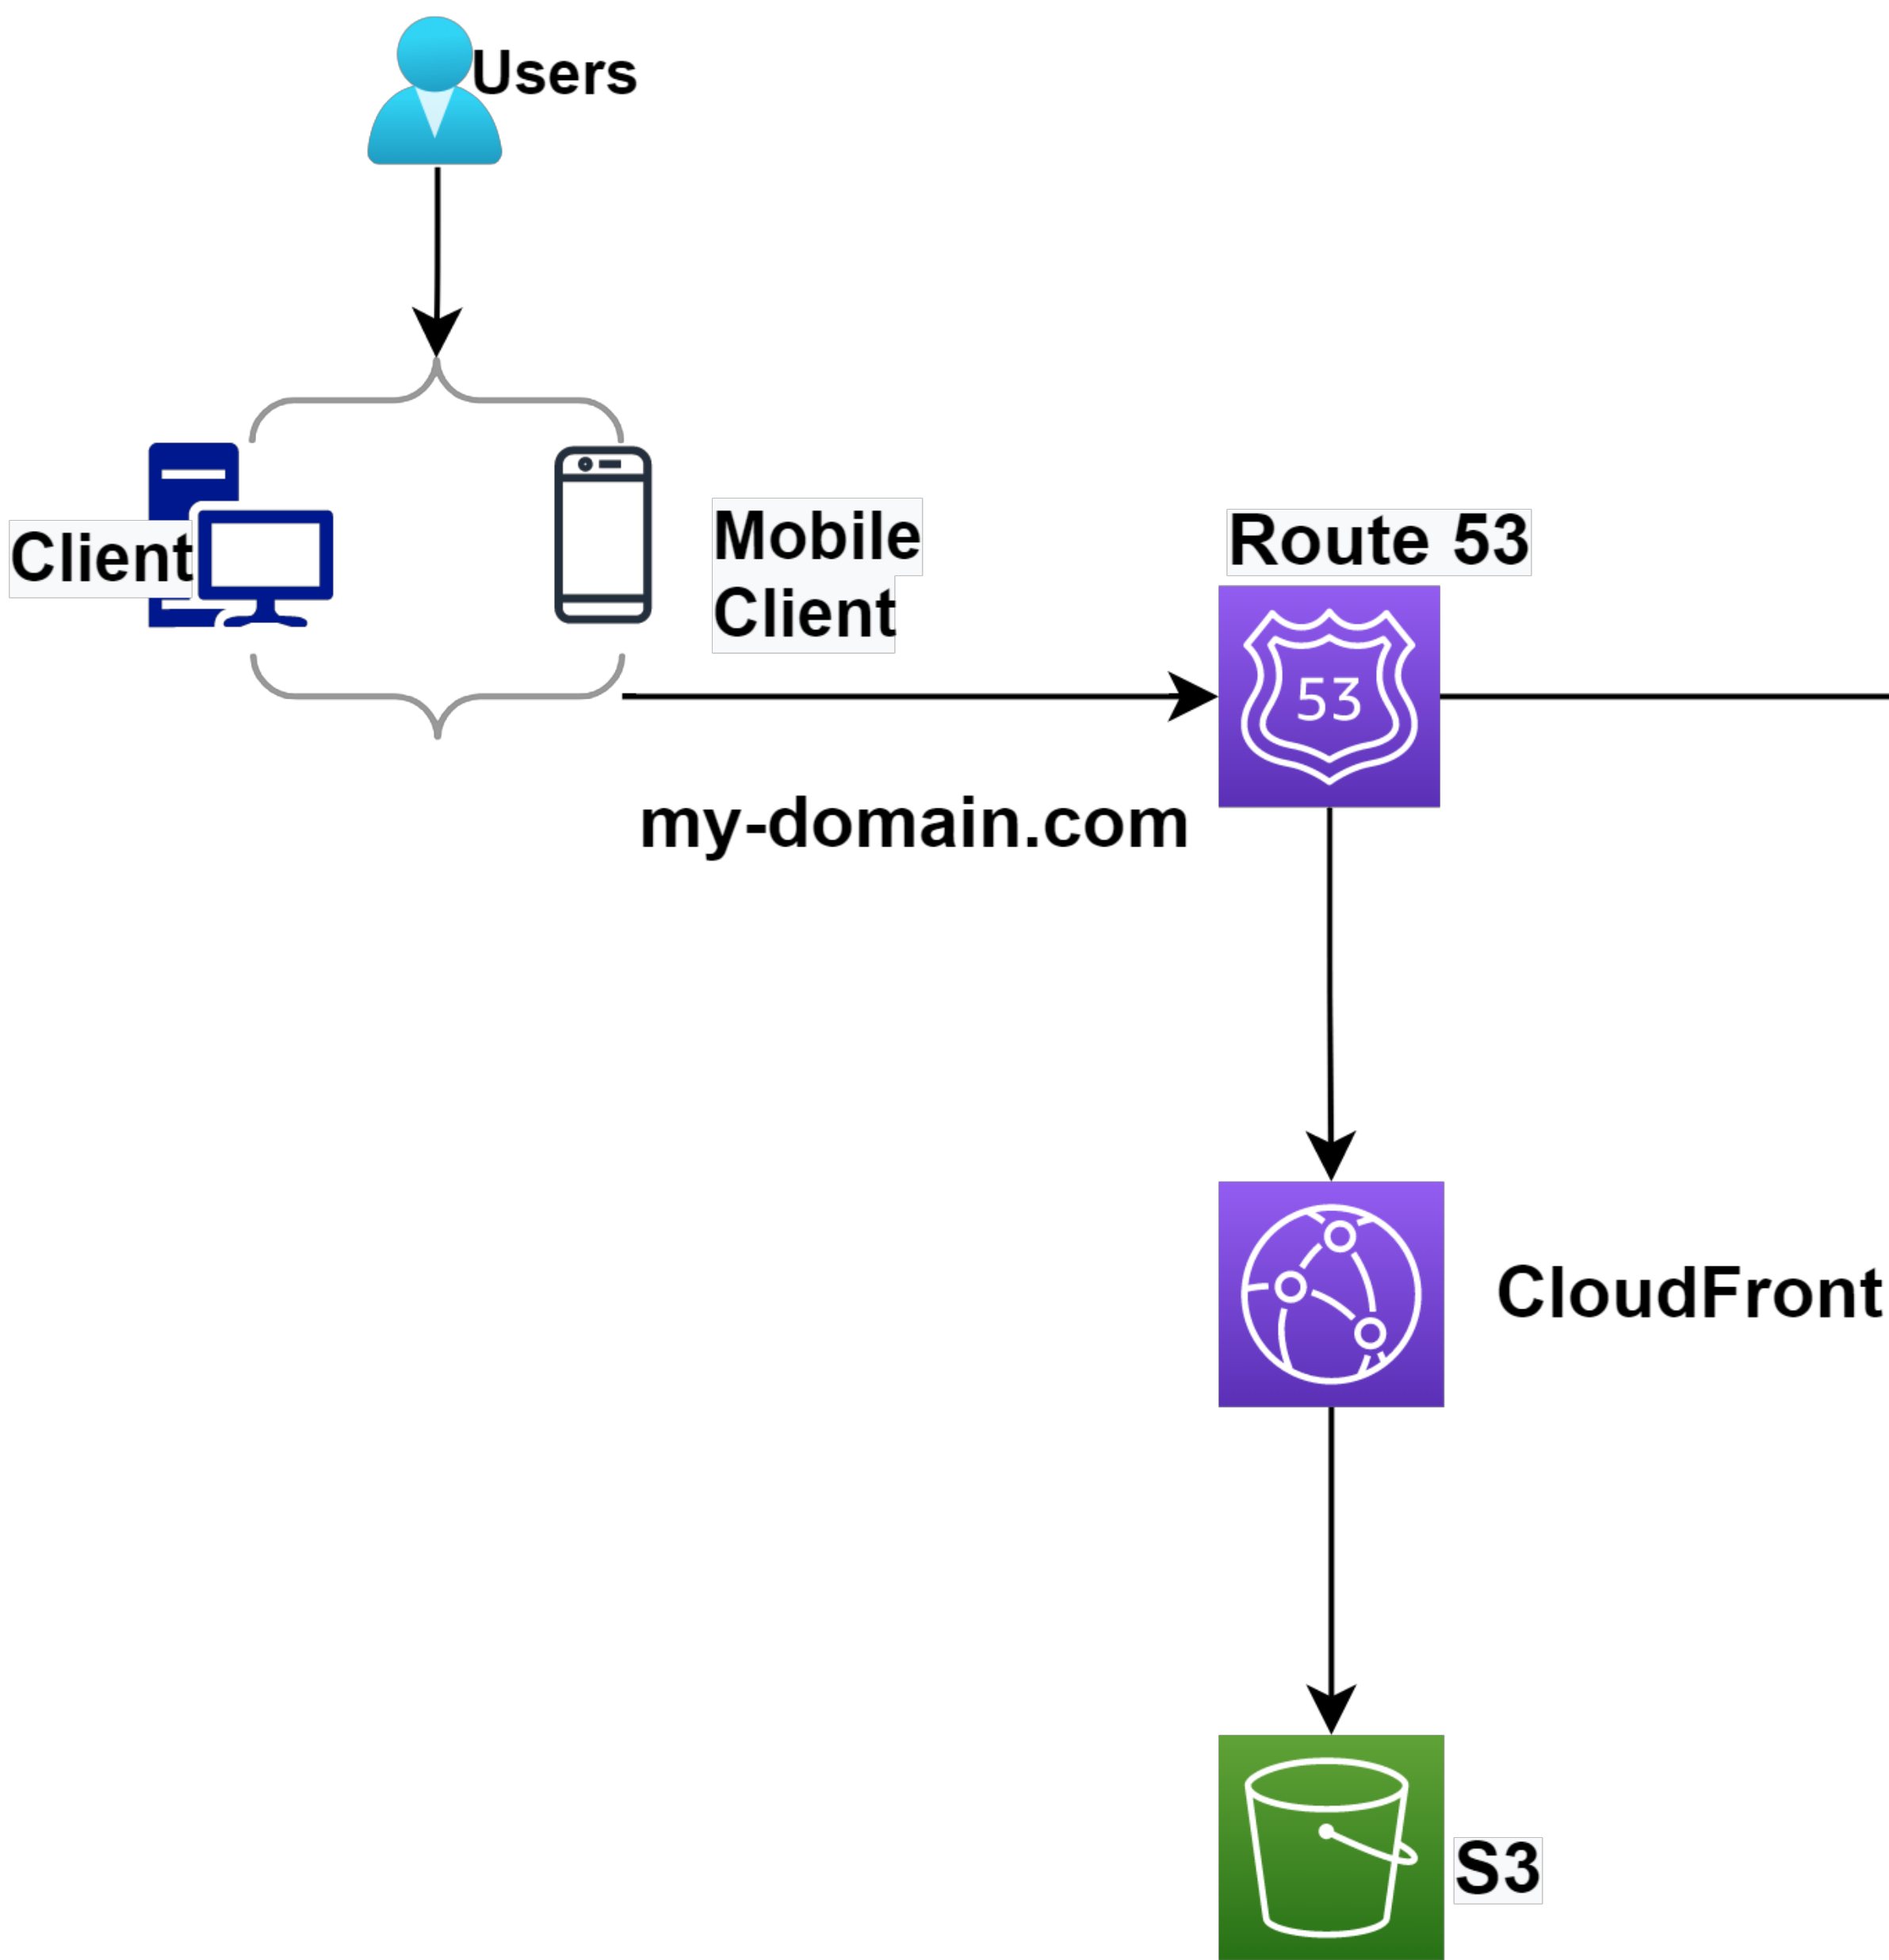 Users
Client
Mobile
Client
Route 53
53
my-domain.com
CloudFront
S3